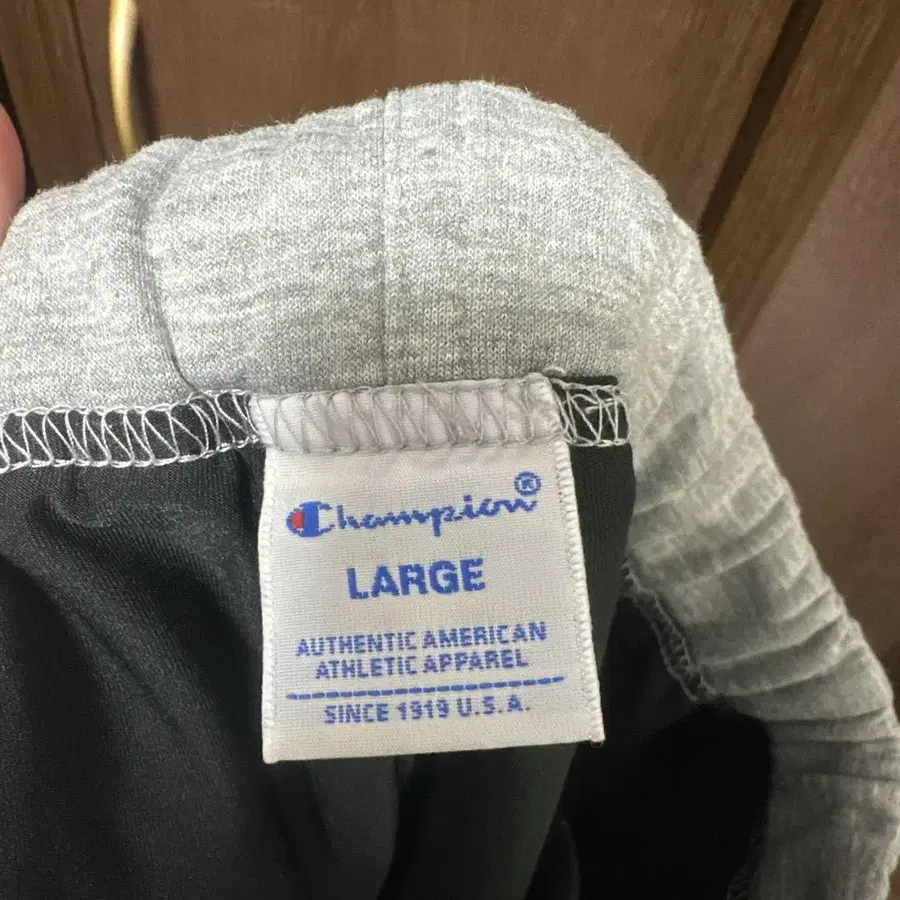 Champion®
LARGE
AUTHENTIC AMERICAN
ATHLETIC APPAREL
SINCE 1919 U.S.A.